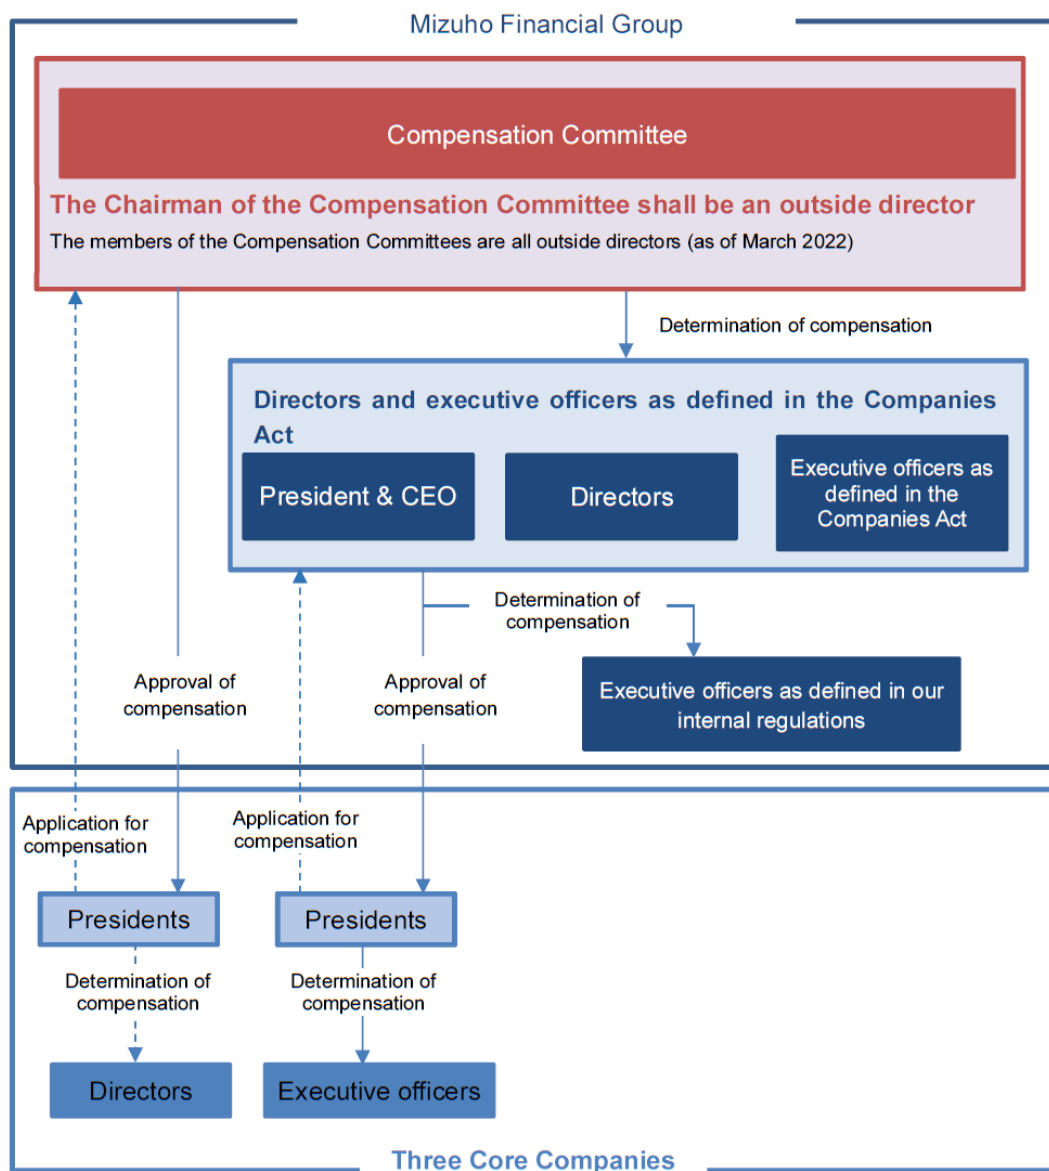 Mizuho Financial Group
Compensation Committee
The Chairman of the Compensation Committee shall be an outside director
The members of the Compensation Committees are all outside directors (as of March 2022)
Determination of compensation
Directors and executive officers as defined in the Companies
Act
President & CEO
Directors
Executive officers as
defined in the
Companies Act
Determination of
compensation
Approval of
compensation
Approval of
compensation
Executive officers as defined in our
internal regulations
Application for
compensation
Application for
compensation
Presidents
Presidents
Determination of
compensation
Determination of
compensation
Directors
Executive officers
Three Core Companies